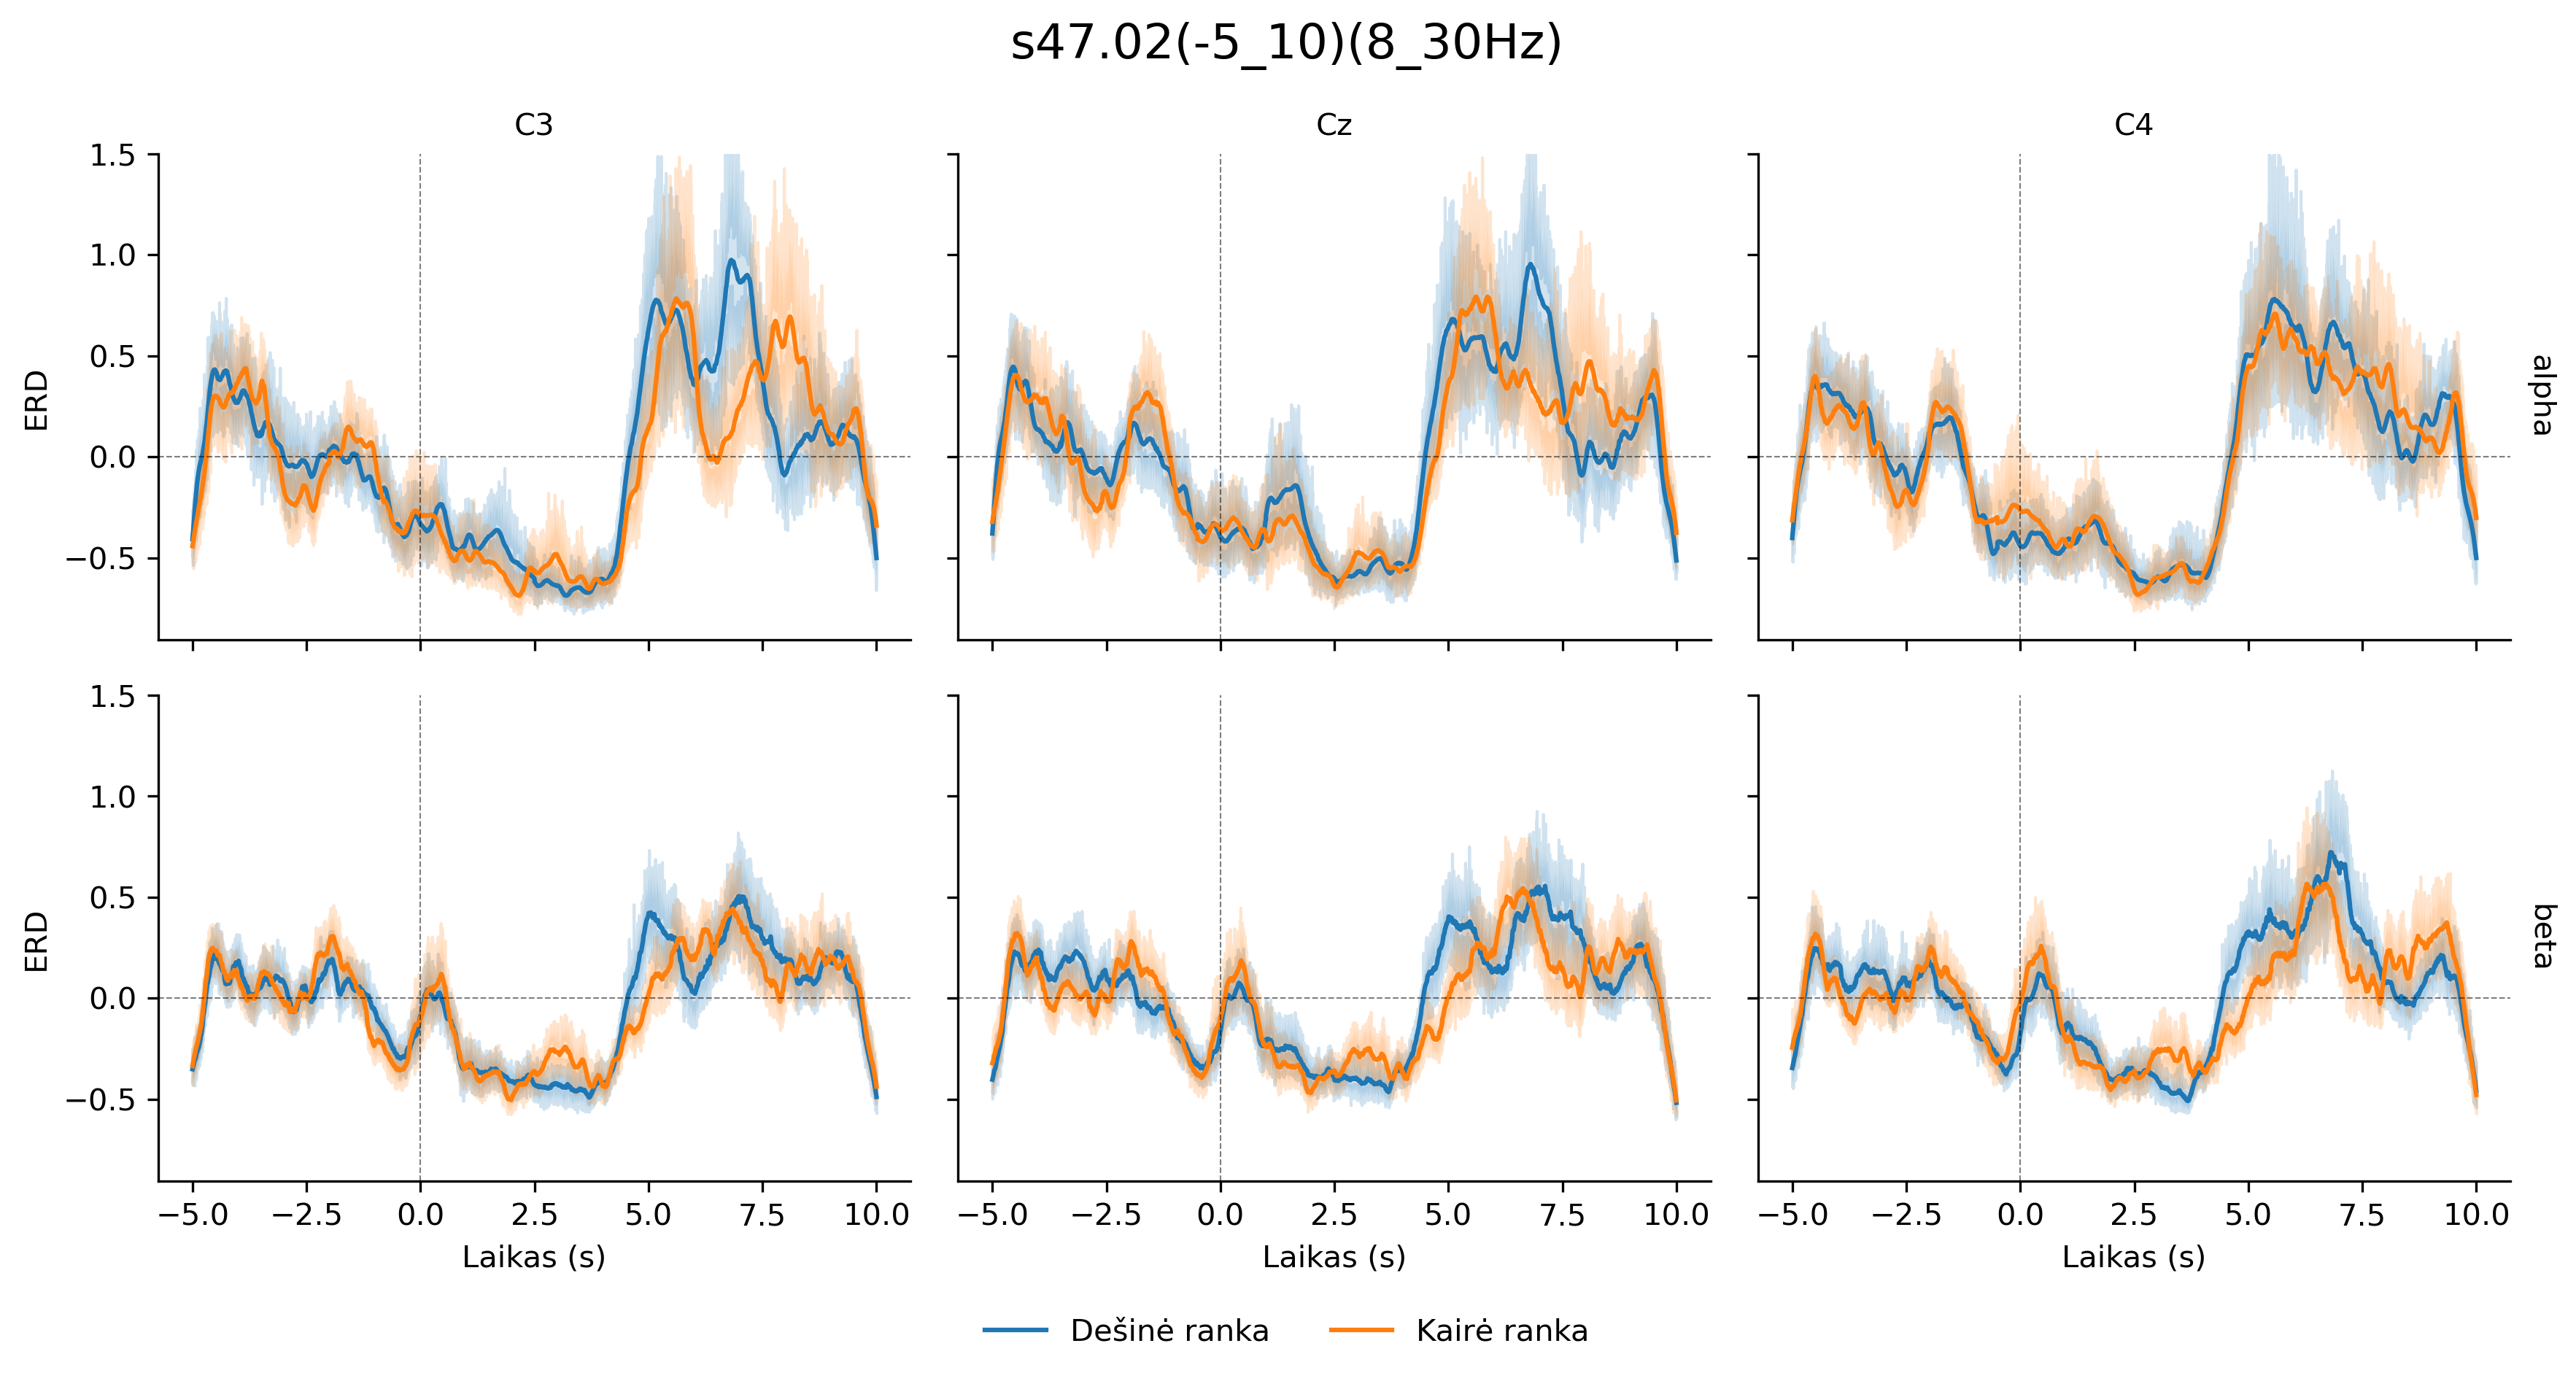 s47.02(-5_10)(8_30Hz)
C3 Cz C4
1.5
1.0
0.5
0.0
−0.5
ERD
alpha
1.5
1.0
0.5
0.0
−0.5
ERD
beta
−5.0 −2.5 0.0 2.5 5.0 7.5 10.0 −5.0 −2.5 0.0 2.5 5.0 7.5 10.0 −5.0 −2.5 0.0 2.5 5.0 7.5 10.0
Laikas (s) Laikas (s) Laikas (s)
Dešinė ranka Kairė ranka